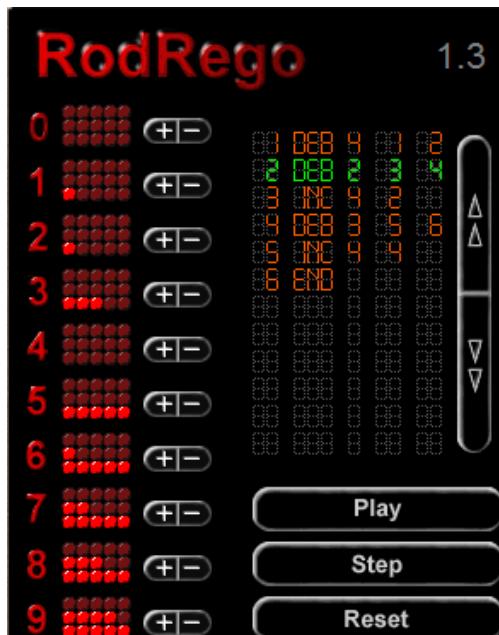 RodRego 1.3
0 + −
1 + −
2 + −
3 + −
4 + −
5 + −
6 + −
7 + −
8 + −
9 + −
1 DEB 4 1 2
2 DEB 2 3 4
3 INC 4 2
4 DEB 3 5 6
5 INC 4 4
6 END
Play
Step
Reset